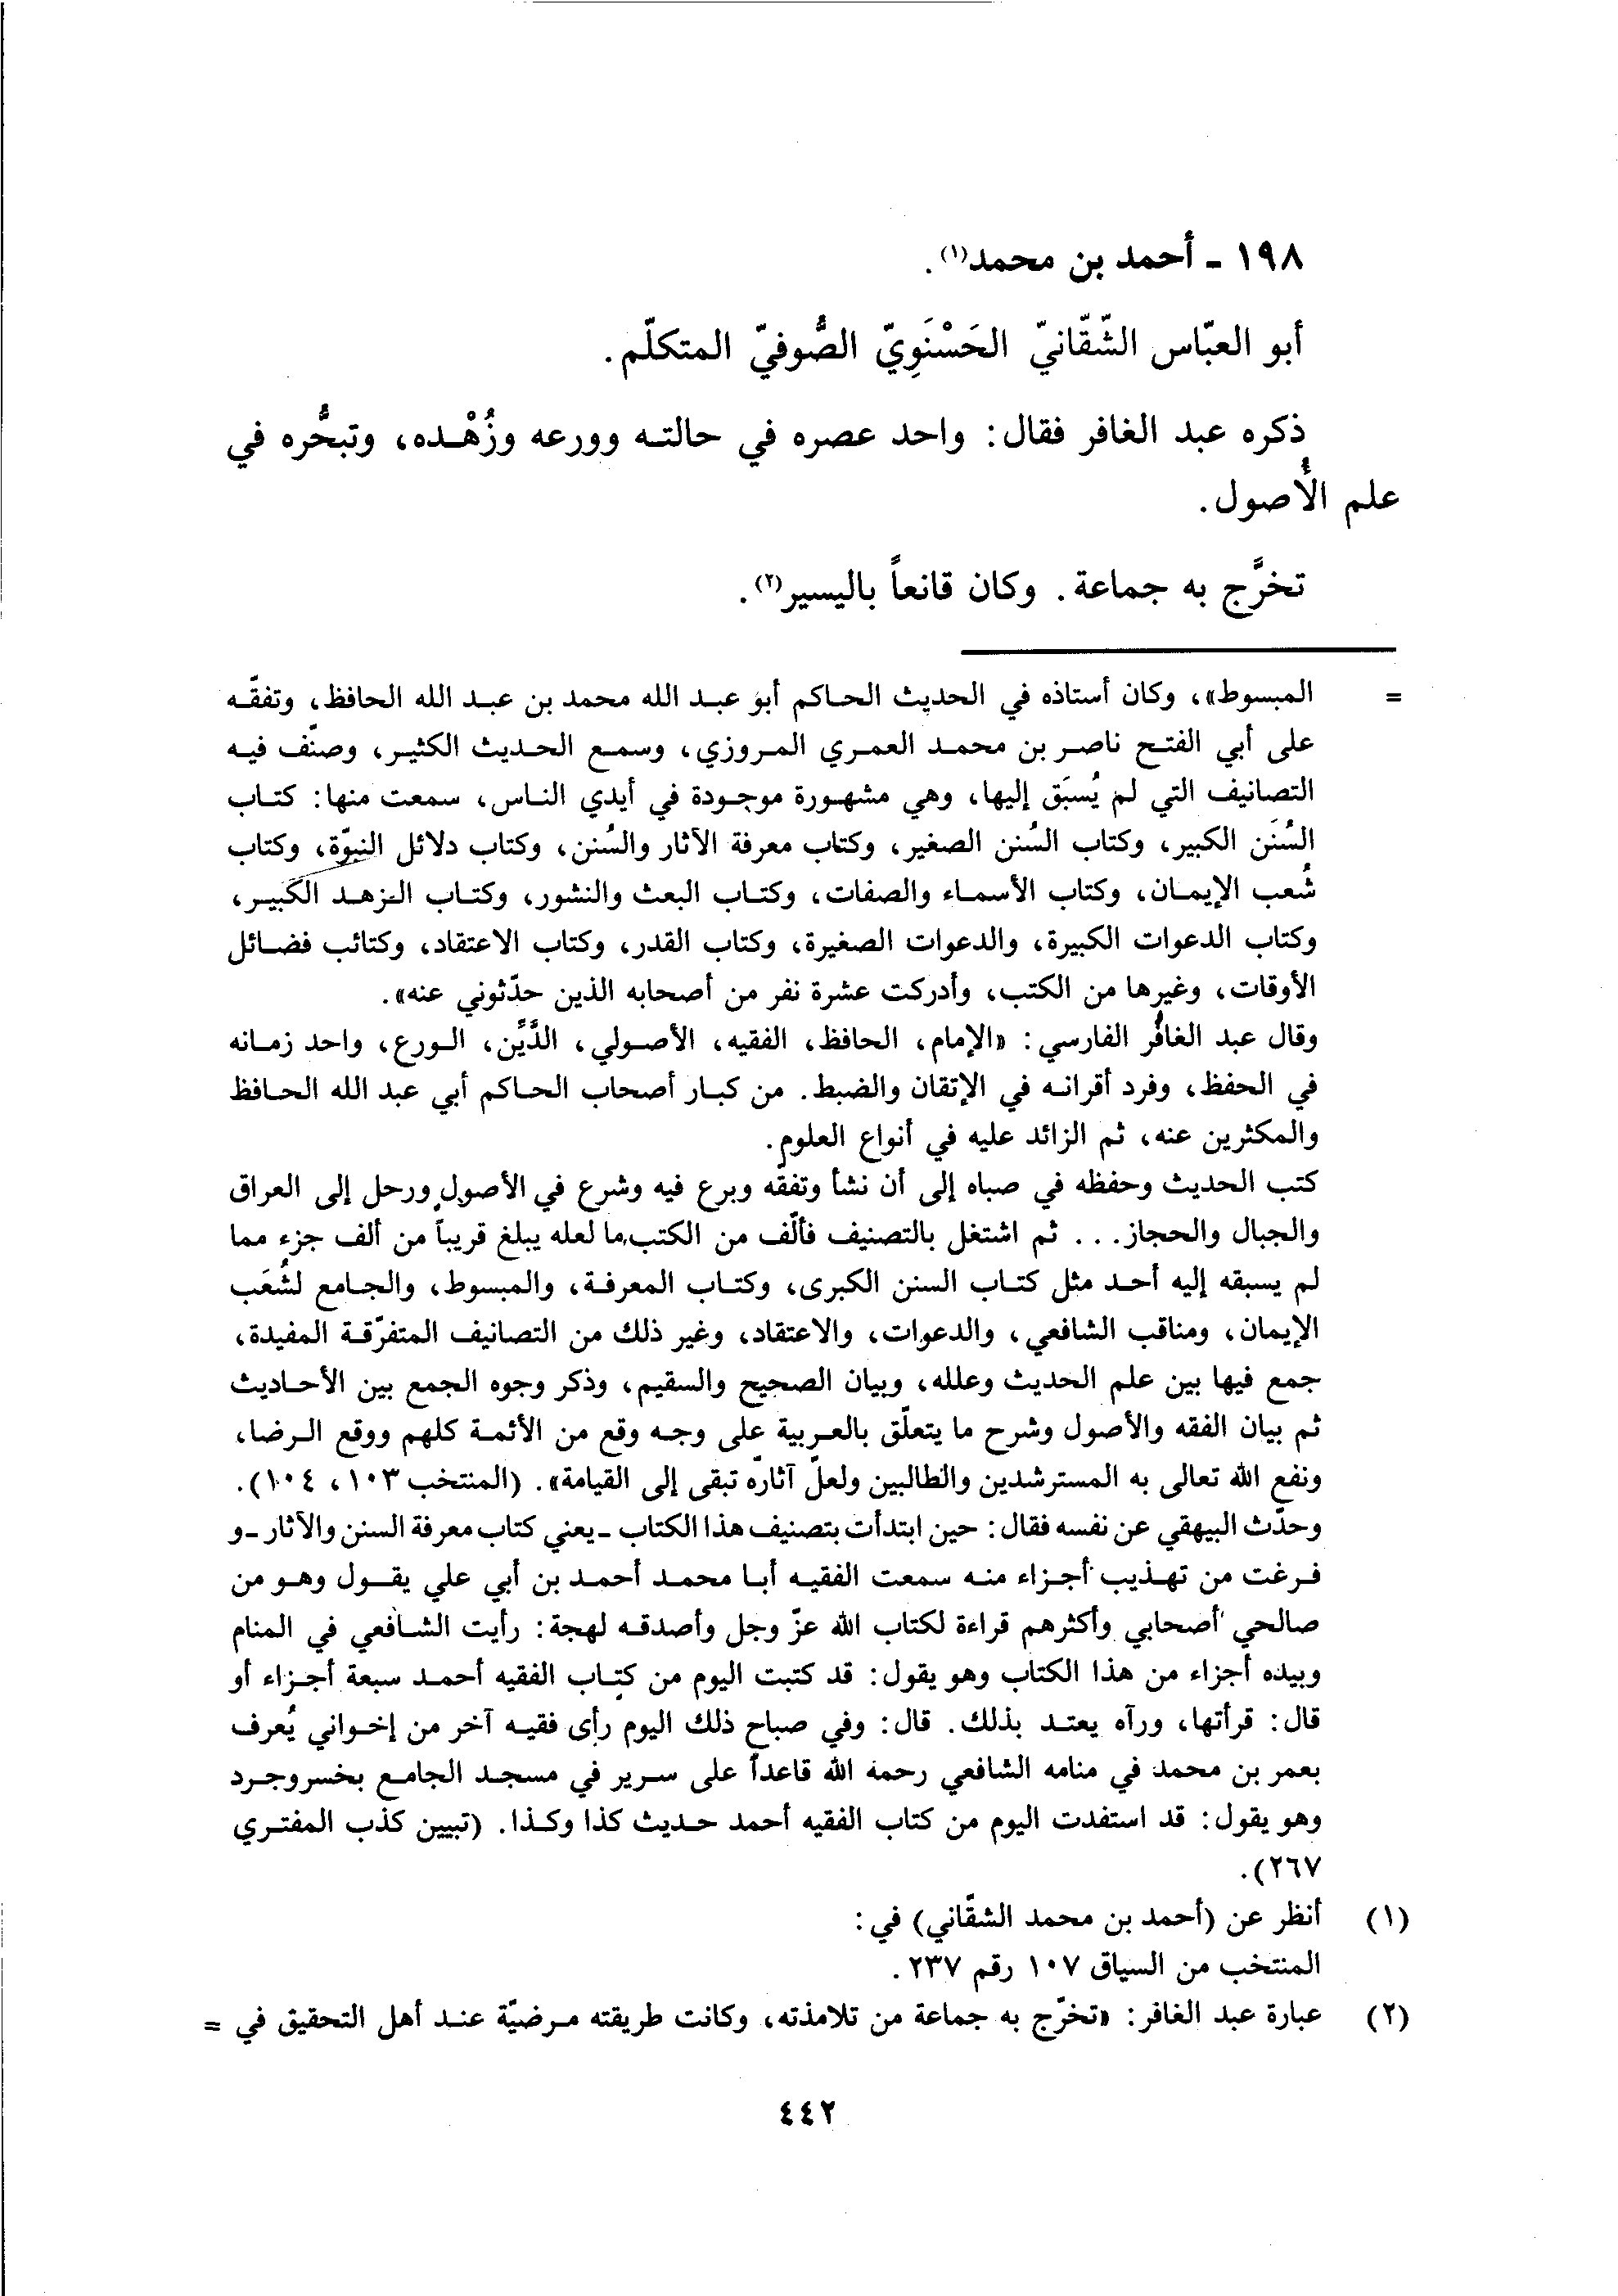 ١٩٨ - أحمد بن محمد(١).
أبو العبّاس الشّقّانيّ الحَسْنَوِيّ الصُّوفيّ المتكلّم.
ذكره عبد الغافر فقال: واحد عصره في حالته وورعه وزُهْده، وتبحُّره في
علم الأُصول.
تخرَّج به جماعة. وكان قانعاً باليسير(٢).
= المبسوط»، وكان أستاذه في الحديث الحاكم أبو عبد الله محمد بن عبد الله الحافظ، وتفقّه
على أبي الفتح ناصر بن محمد العمري المروزي، وسمع الحديث الكثير، وصنّف فيه
التصانيف التي لم يُسبَق إليها، وهي مشهورة موجودة في أيدي الناس، سمعت منها: كتاب
السُنَن الكبير، وكتاب السُنن الصغير، وكتاب معرفة الآثار والسُنن، وكتاب دلائل النبوّة، وكتاب
شُعب الإيمان، وكتاب الأسماء والصفات، وكتاب البعث والنشور، وكتاب الزهد الكبير،
وكتاب الدعوات الكبيرة، والدعوات الصغيرة، وكتاب القدر، وكتاب الاعتقاد، وكتائب فضائل
الأوقات، وغيرها من الكتب، وأدركت عشرة نفر من أصحابه الذين حدّثوني عنه».
وقال عبد الغافُر الفارسي: «الإمام، الحافظ، الفقيه، الأصولي، الدَّيِّن، الورع، واحد زمانه
في الحفظ، وفرد أقرانه في الإتقان والضبط. من كبار أصحاب الحاكم أبي عبد الله الحافظ
والمكثرين عنه، ثم الزائد عليه في أنواع العلوم.
كتب الحديث وحفظه في صباه إلى أن نشأ وتفقّه وبرع فيه وشرع في الأصول ورحل إلى العراق
والجبال والحجاز... ثم اشتغل بالتصنيف فألّف من الكتب ما لعله يبلغ قريباً من ألف جزء مما
لم يسبقه إليه أحد مثل كتاب السنن الكبرى، وكتاب المعرفة، والمبسوط، والجامع لشُعَب
الإيمان، ومناقب الشافعي، والدعوات، والاعتقاد، وغير ذلك من التصانيف المتفرّقة المفيدة،
جمع فيها بين علم الحديث وعلله، وبيان الصحيح والسقيم، وذكر وجوه الجمع بين الأحاديث
ثم بيان الفقه والأصول وشرح ما يتعلّق بالعربية على وجه وقع من الأئمة كلهم ووقع الرضا،
ونفع الله تعالى به المسترشدين والطالبين ولعلّ آثاره تبقى إلى القيامة». (المنتخب ١٠٣، ١٠٤).
وحدّث البيهقي عن نفسه فقال: حين ابتدأت بتصنيف هذا الكتاب - يعني كتاب معرفة السنن والآثار - و
فرغت من تهذيب أجزاء منه سمعت الفقيه أبا محمد أحمد بن أبي علي يقول وهو من
صالحي أصحابي وأكثرهم قراءة لكتاب الله عزّ وجل وأصدقه لهجة: رأيت الشافعي في المنام
وبيده أجزاء من هذا الكتاب وهو يقول: قد كتبت اليوم من كتاب الفقيه أحمد سبعة أجزاء أو
قال: قرأتها، ورآه يعتد بذلك. قال: وفي صباح ذلك اليوم رأى فقيه آخر من إخواني يُعرف
بعمر بن محمد في منامه الشافعي رحمه الله قاعداً على سرير في مسجد الجامع بخسروجرد
وهو يقول: قد استفدت اليوم من كتاب الفقيه أحمد حديث كذا وكذا. (تبيين كذب المفتري
٢٦٧).
(١) أنظر عن (أحمد بن محمد الشقّاني) في:
المنتخب من السياق ١٠٧ رقم ٢٣٧.
(٢) عبارة عبد الغافر: «تخرّج به جماعة من تلامذته، وكانت طريقته مرضيّة عند أهل التحقيق في =
٤٤٢